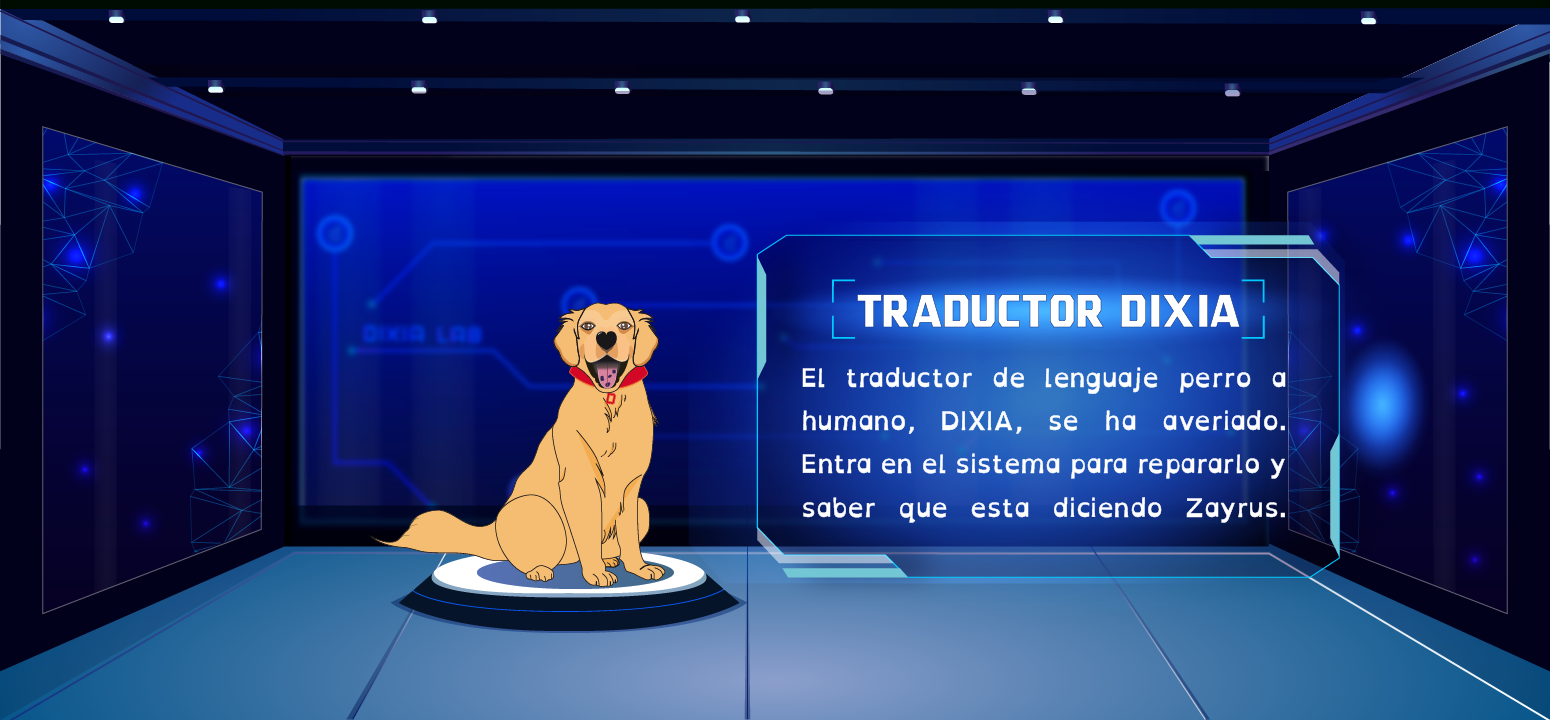 TRADUCTOR DIXIA
DIXIA LAB
El traductor de lenguaje perro a
humano, DIXIA, se ha averiado.
Entra en el sistema para repararlo y
saber que esta diciendo Zayrus.